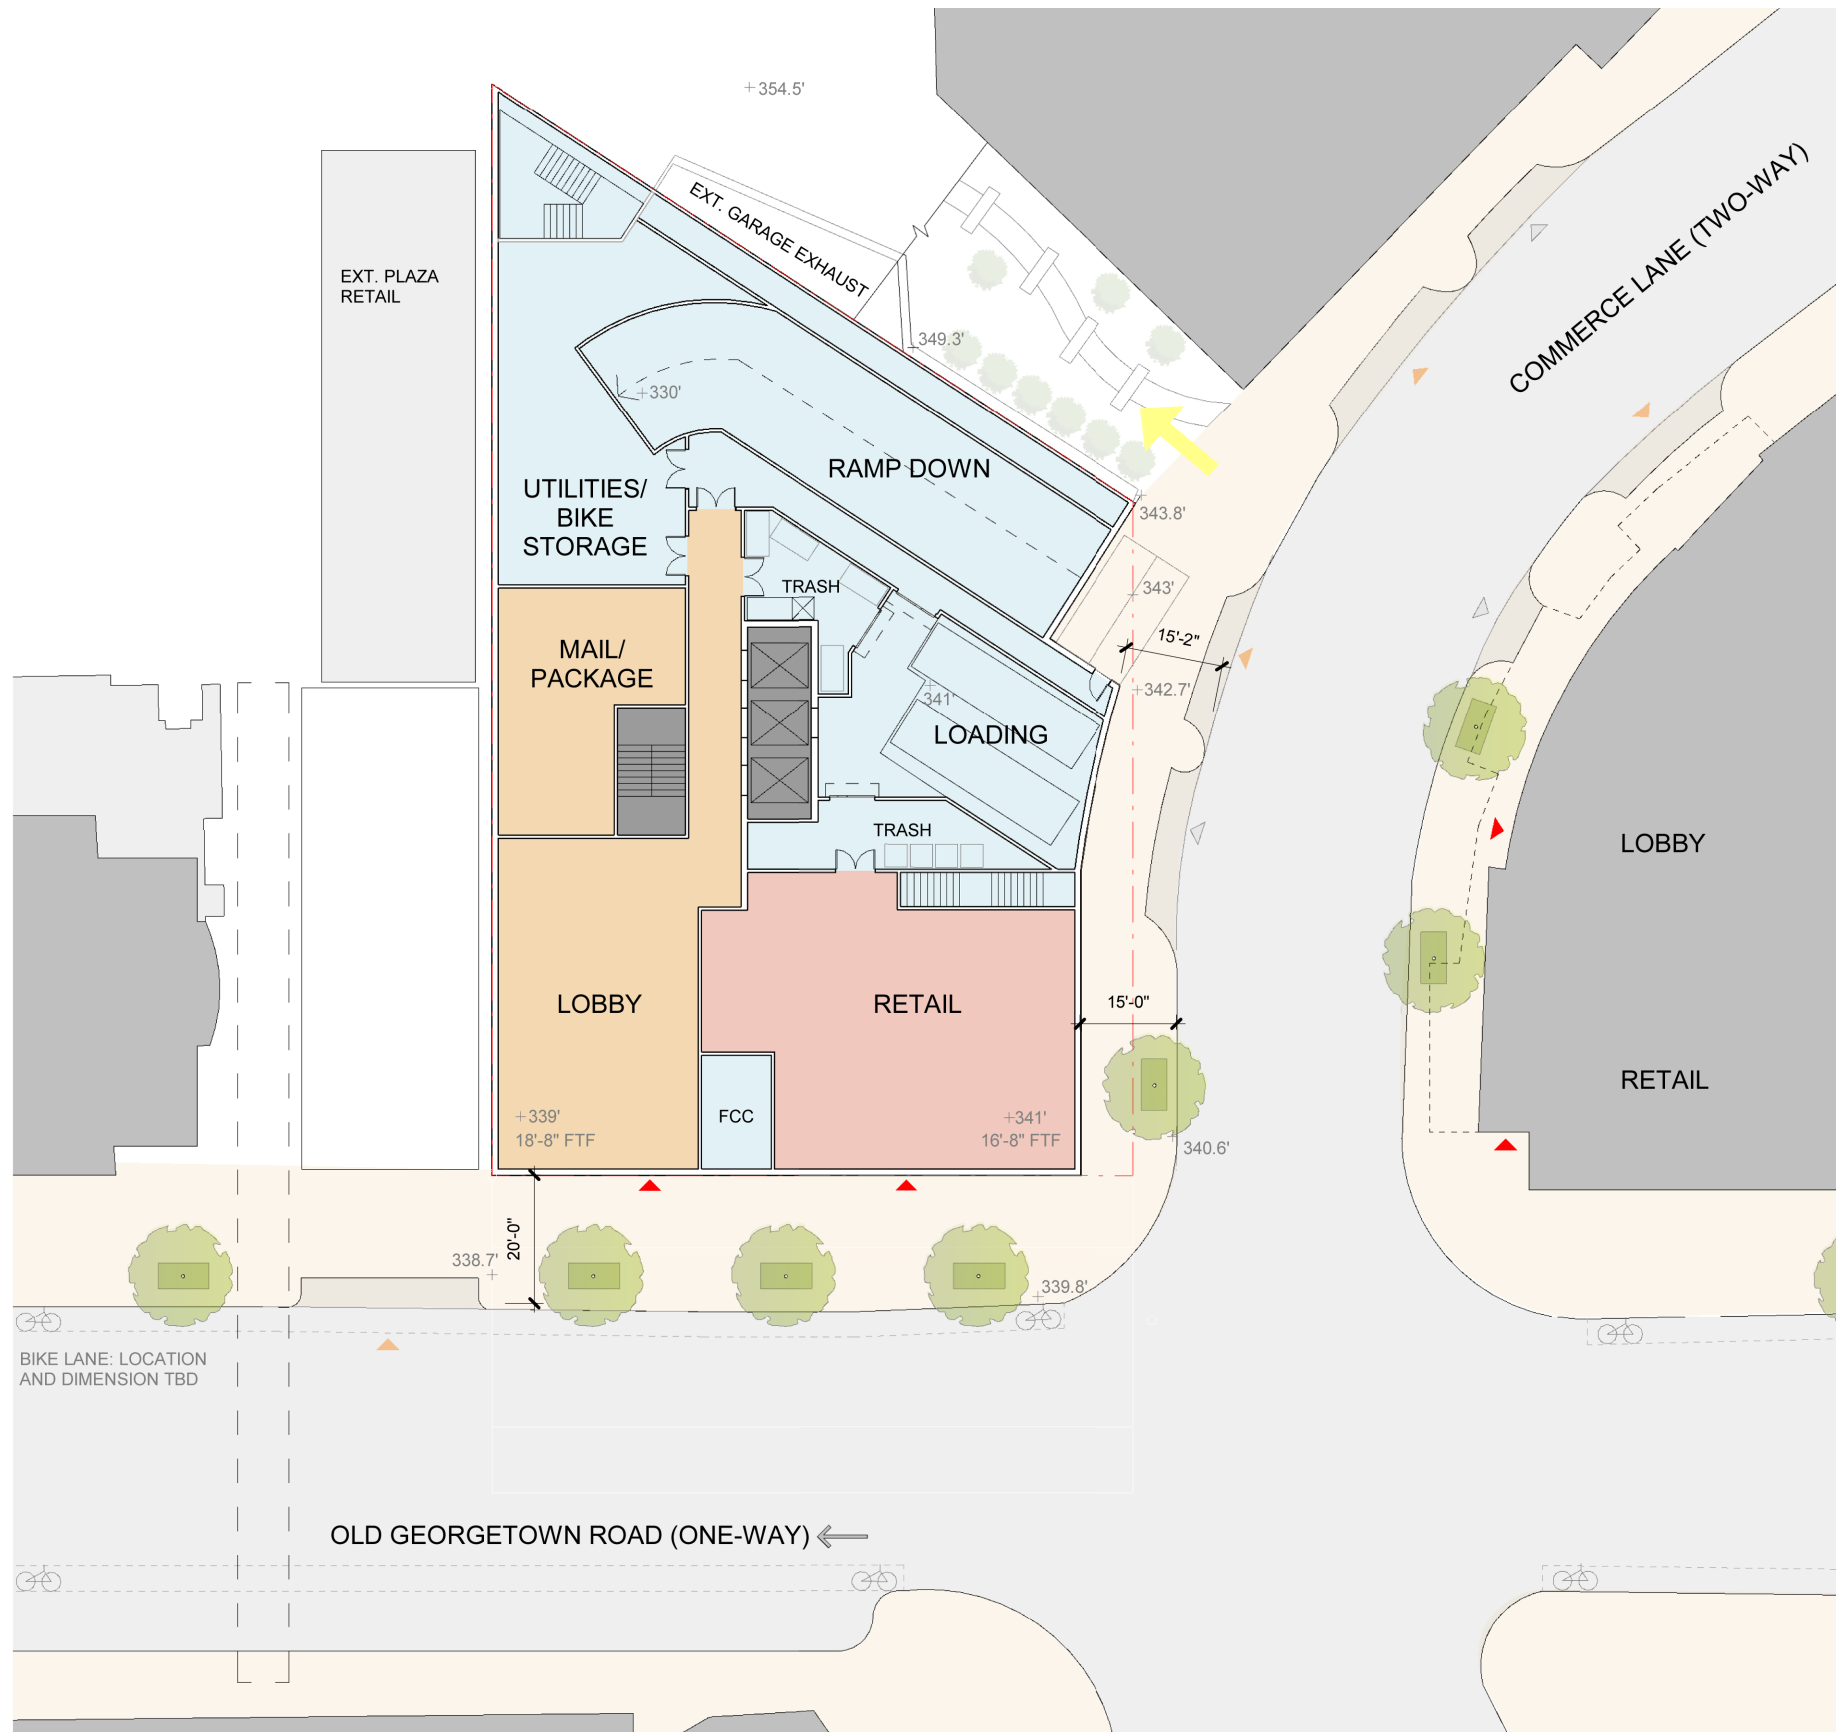 354.5'
COMMERCE LANE (TWO-WAY)
EXT. GARAGE EXHAUST
EXT. PLAZA
RETAIL
349.3'
330'
RAMP DOWN
UTILITIES/
BIKE
STORAGE
343.8'
TRASH
343'
15'-2"
MAIL/
PACKAGE
342.7'
341'
LOADING
TRASH
LOBBY
LOBBY
RETAIL
15'-0"
RETAIL
FCC
339'
18'-8" FTF
341'
16'-8" FTF
340.6'
20'-0"
338.7'
339.8'
BIKE LANE: LOCATION
AND DIMENSION TBD
OLD GEORGETOWN ROAD (ONE-WAY)